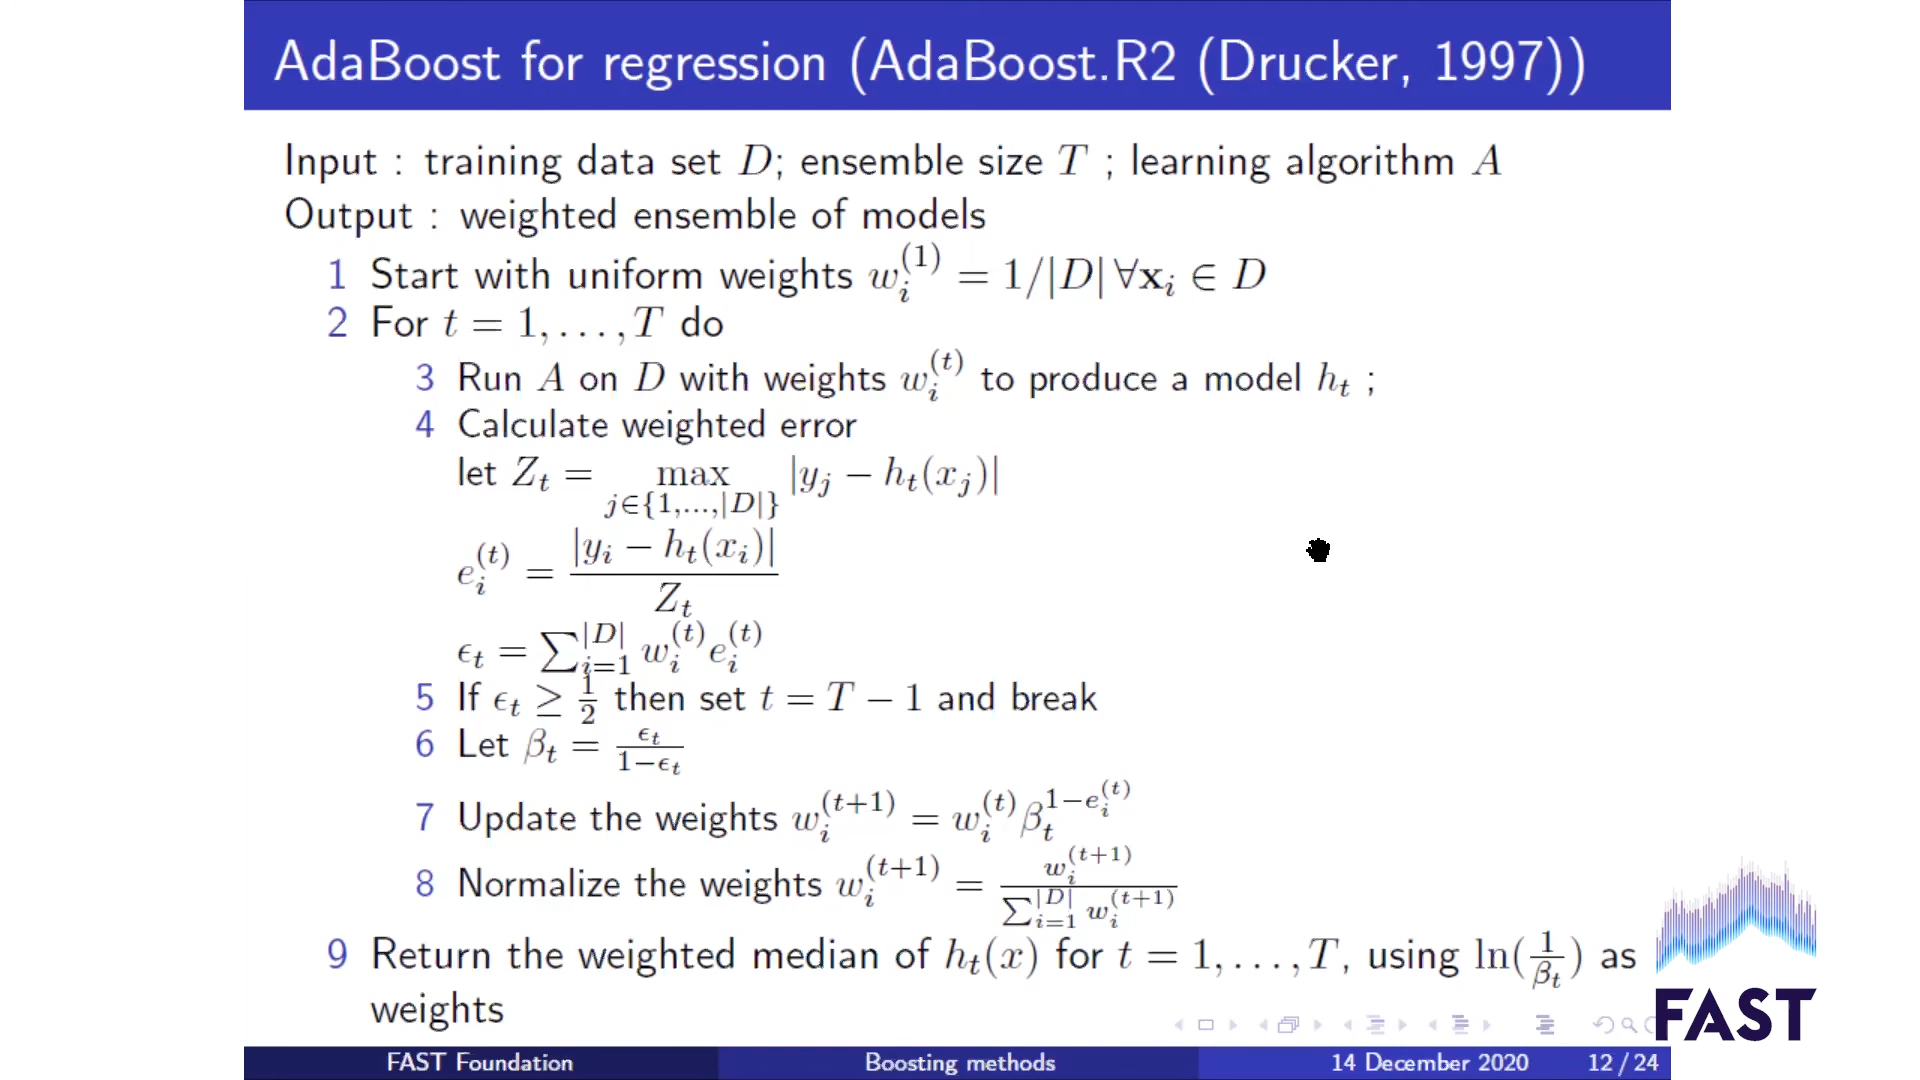 AdaBoost for regression (AdaBoost.R2 (Drucker, 1997))
Input : training data set D; ensemble size T ; learning algorithm A
Output : weighted ensemble of models
1 Start with uniform weights w_i^{(1)} = 1/|D| ∀x_i ∈ D
2 For t = 1, . . . , T do
3 Run A on D with weights w_i^{(t)} to produce a model h_t ;
4 Calculate weighted error
let Z_t = max_{j∈{1,...,|D|}} |y_j − h_t(x_j)|
e_i^{(t)} = \frac{|y_i − h_t(x_i)|}{Z_t}
ϵ_t = ∑_{i=1}^{|D|} w_i^{(t)} e_i^{(t)}
5 If ϵ_t ≥ \frac{1}{2} then set t = T − 1 and break
6 Let β_t = \frac{ϵ_t}{1−ϵ_t}
7 Update the weights w_i^{(t+1)} = w_i^{(t)} β_t^{1−e_i^{(t)}}
8 Normalize the weights w_i^{(t+1)} = \frac{w_i^{(t+1)}}{∑_{i=1}^{|D|} w_i^{(t+1)}}
9 Return the weighted median of h_t(x) for t = 1, . . . , T, using ln(\frac{1}{β_t}) as
weights
FAST
FAST Foundation Boosting methods 14 December 2020 12 / 24